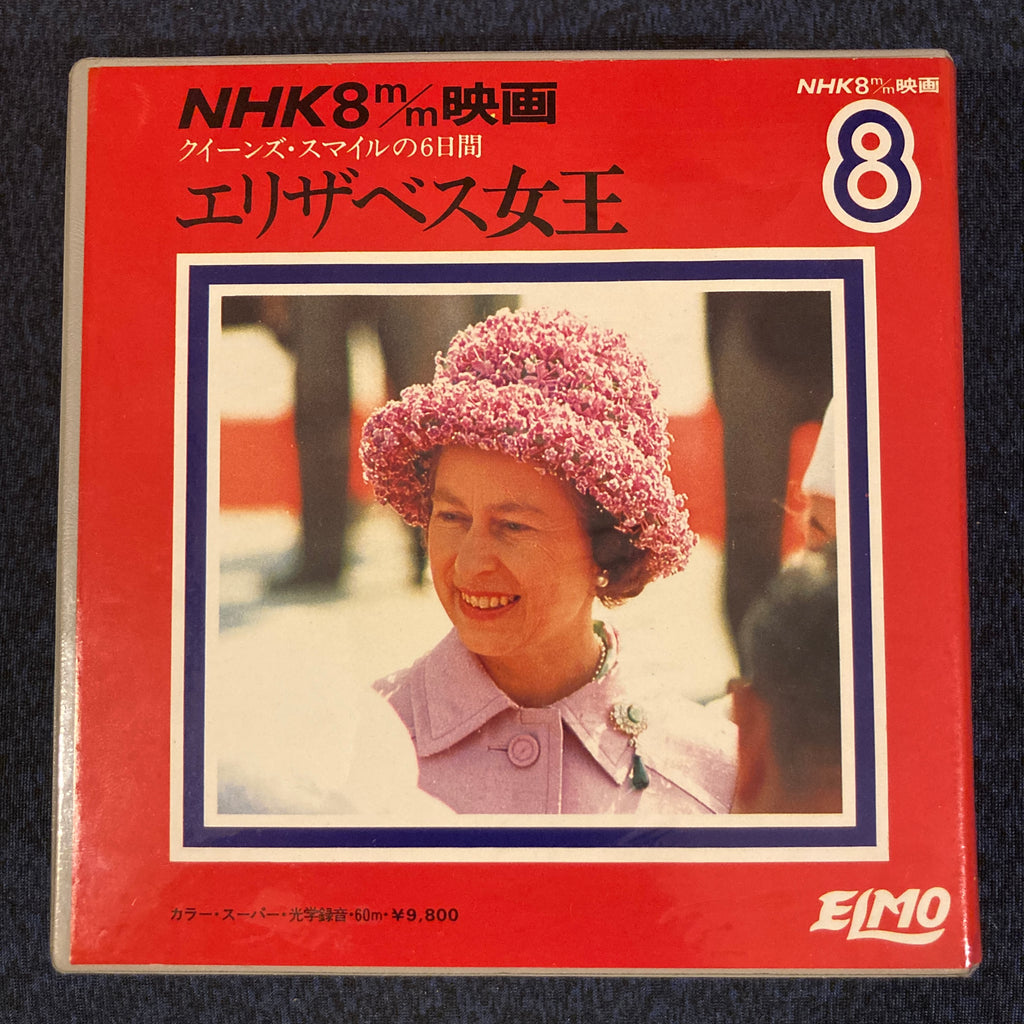 NHK8m/m映画
クイーンズ・スマイルの6日間
エリザベス女王
NHK8m/m映画
8
カラー・スーパー・光学録音・60m・¥9,800
ELMO